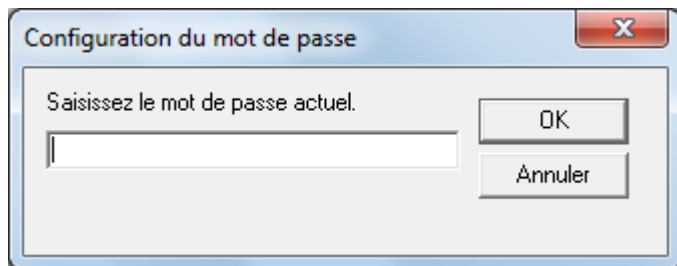 Configuration du mot de passe
Saisissez le mot de passe actuel.
OK
Annuler